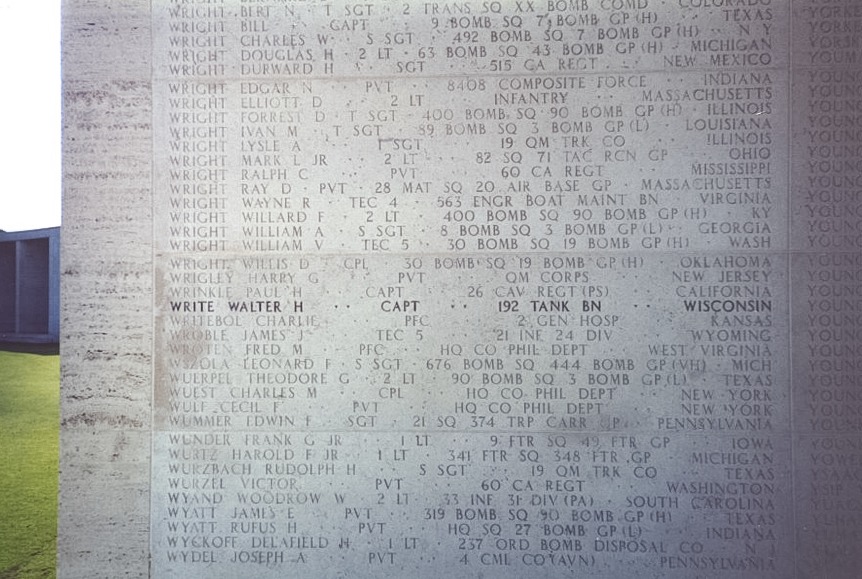 WRIGHT BERT N · T SGT · 2 TRANS SQ XX BOMB COMD · COLORADO
WRIGHT BILL · · CAPT · · 9 BOMB SQ 7 BOMB GP (H) · · TEXAS
WRIGHT CHARLES W · S SGT · 492 BOMB SQ 7 BOMB GP (H) · · N Y
WRIGHT DOUGLAS H · 2 LT · 63 BOMB SQ 43 BOMB GP (H) · MICHIGAN
WRIGHT DURWARD H · SGT · · 515 CA REGT · · NEW MEXICO
WRIGHT EDGAR N · PVT · 8408 COMPOSITE FORCE · INDIANA
WRIGHT ELLIOTT D · · 2 LT · · INFANTRY · · MASSACHUSETTS
WRIGHT FORREST D · T SGT · 400 BOMB SQ · 90 BOMB GP (H) · ILLINOIS
WRIGHT IVAN M · T SGT · 89 BOMB SQ 3 BOMB GP (L) · LOUISIANA
WRIGHT LYSLE A · · 1 SGT · · 19 QM TRK CO · · ILLINOIS
WRIGHT MARK L JR · · 2 LT · · 82 SQ 71 TAC RCN GP · · OHIO
WRIGHT RALPH C · · PVT · · 60 CA REGT · · MISSISSIPPI
WRIGHT RAY D · PVT · 28 MAT SQ 20 AIR BASE GP · MASSACHUSETTS
WRIGHT WAYNE R · TEC 4 · 563 ENGR BOAT MAINT BN · VIRGINIA
WRIGHT WILLARD F · 2 LT · 400 BOMB SQ 90 BOMB GP (H) · KY
WRIGHT WILLIAM A · S SGT · 8 BOMB SQ 3 BOMB GP (L) · GEORGIA
WRIGHT WILLIAM V · TEC 5 · 30 BOMB SQ 19 BOMB GP (H) · WASH
WRIGHT WILLIS D · CPL · 30 BOMB SQ 19 BOMB GP (H) · OKLAHOMA
WRIGLEY HARRY G · · PVT · · QM CORPS · · NEW JERSEY
WRINKLE PAUL H · · CAPT · · 26 CAV REGT (PS) · · CALIFORNIA
WRITE WALTER H · · CAPT · · 192 TANK BN · · WISCONSIN
WRITEBOL CHARLIE · · PFC · · 2 GEN HOSP · · KANSAS
WROBLE JAMES J · · TEC 5 · · 21 INF 24 DIV · · WYOMING
WROTEN FRED M · PFC · HQ CO PHIL DEPT · WEST VIRGINIA
WSZOLA LEONARD F · S SGT · 676 BOMB SQ 444 BOMB GP (VH) · MICH
WUERPEL THEODORE G · 2 LT · 90 BOMB SQ 3 BOMB GP (L) · TEXAS
WUEST CHARLES M · · CPL · · HQ CO PHIL DEPT · · NEW YORK
WULF CECIL F · · PVT · · HQ CO PHIL DEPT · · NEW YORK
WUMMER EDWIN F · SGT · 21 SQ 374 TRP CARR GP · PENNSYLVANIA
WUNDER FRANK G JR · · 1 LT · · 9 FTR SQ 49 FTR GP · · IOWA
WURTZ HAROLD F JR · 1 LT · 341 FTR SQ 348 FTR GP · MICHIGAN
WURZBACH RUDOLPH H · · S SGT · · 19 QM TRK CO · · TEXAS
WURZEL VICTOR · · PVT · · 60 CA REGT · · WASHINGTON
WYAND WOODROW W · 2 LT · 33 INF 31 DIV (PA) · SOUTH CAROLINA
WYATT JAMES E · PVT · 319 BOMB SQ 90 BOMB GP (H) · TEXAS
WYATT RUFUS H · PVT · HQ SQ 27 BOMB GP (L) · INDIANA
WYCKOFF DELAFIELD N · 1 LT · 237 ORD BOMB DISPOSAL CO · N J
WYDEL JOSEPH A · · PVT · · 4 CML CO (AVN) · · PENNSYLVANIA